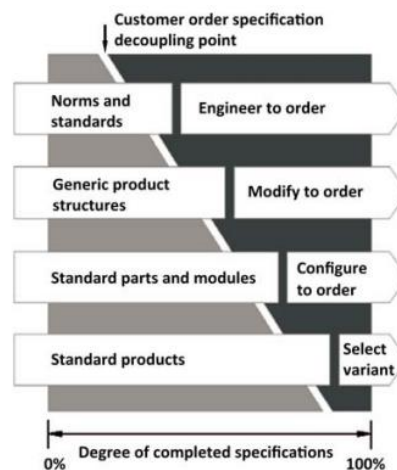 Customer order specification
decoupling point
Norms and
standards
Engineer to order
Generic product
structures
Modify to order
Standard parts and modules
Configure
to order
Standard products
Select
variant
Degree of completed specifications
0%
100%